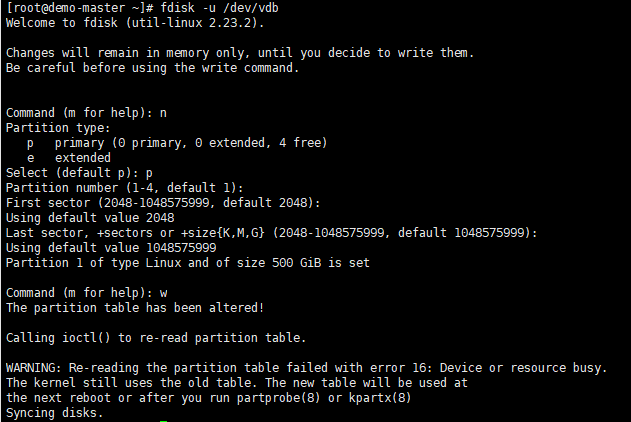 [root@demo-master ~]# fdisk -u /dev/vdb
Welcome to fdisk (util-linux 2.23.2).

Changes will remain in memory only, until you decide to write them.
Be careful before using the write command.


Command (m for help): n
Partition type:
   p   primary (0 primary, 0 extended, 4 free)
   e   extended
Select (default p): p
Partition number (1-4, default 1):
First sector (2048-1048575999, default 2048):
Using default value 2048
Last sector, +sectors or +size{K,M,G} (2048-1048575999, default 1048575999):
Using default value 1048575999
Partition 1 of type Linux and of size 500 GiB is set

Command (m for help): w
The partition table has been altered!

Calling ioctl() to re-read partition table.

WARNING: Re-reading the partition table failed with error 16: Device or resource busy.
The kernel still uses the old table. The new table will be used at
the next reboot or after you run partprobe(8) or kpartx(8)
Syncing disks.